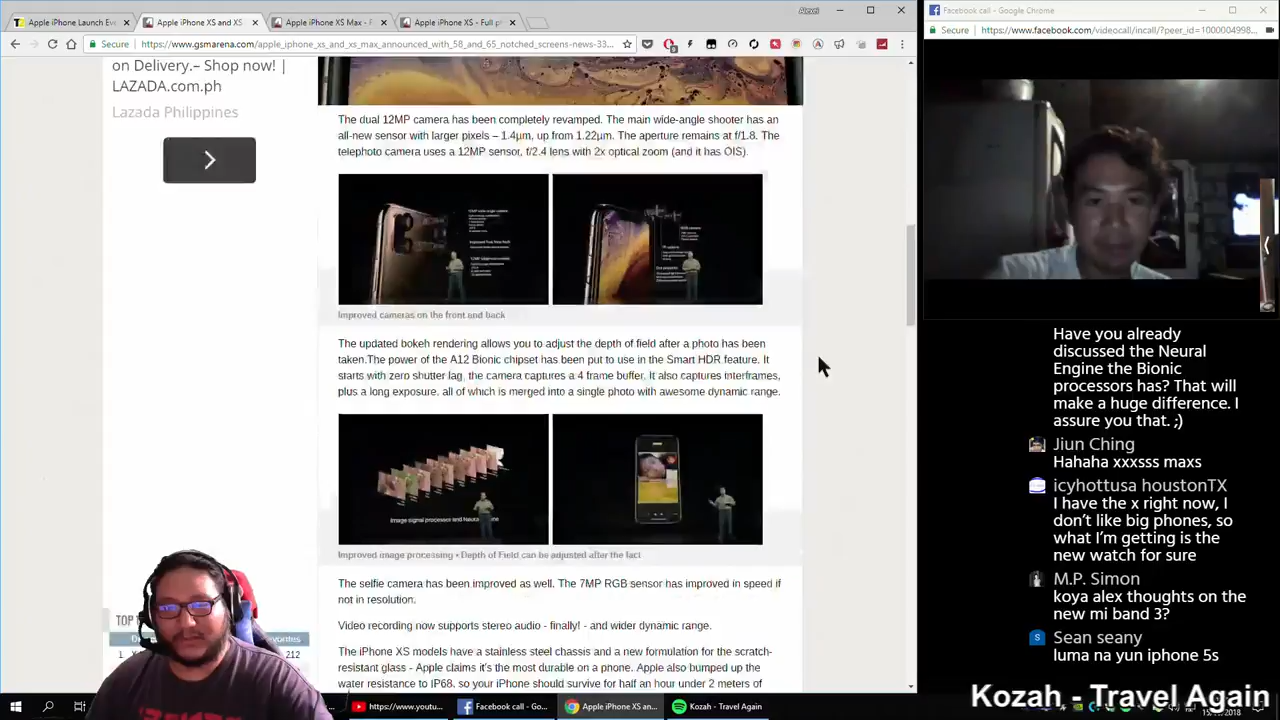 Apple iPhone Launch Eve
Apple iPhone XS and XS
Apple iPhone XS Max - F
Apple iPhone XS - Full p
Alexei
Secure
https://www.gsmarena.com/apple_iphone_xs_and_xs_max_announced_with_58_and_65_notched_screens-news-33...
Facebook call - Google Chrome
Secure
https://www.facebook.com/videocall/incall/?peer_id=1000004998...
on Delivery.– Shop now! |
LAZADA.com.ph
Lazada Philippines
The dual 12MP camera has been completely revamped. The main wide-angle shooter has an
all-new sensor with larger pixels – 1.4µm, up from 1.22µm. The aperture remains at f/1.8. The
telephoto camera uses a 12MP sensor, f/2.4 lens with 2x optical zoom (and it has OIS).
Improved cameras on the front and back
The updated bokeh rendering allows you to adjust the depth of field after a photo has been
taken.The power of the A12 Bionic chipset has been put to use in the Smart HDR feature. It
starts with zero shutter lag, the camera captures a 4 frame buffer. It also captures interframes,
plus a long exposure, all of which is merged into a single photo with awesome dynamic range.
Image signal processor and Neural
Improved image processing • Depth of Field can be adjusted after the fact
The selfie camera has been improved as well. The 7MP RGB sensor has improved in speed if
not in resolution.
Video recording now supports stereo audio - finally! - and wider dynamic range.
The iPhone XS models have a stainless steel chassis and a new formulation for the scratch-
resistant glass - Apple claims it's the most durable on a phone. Apple also bumped up the
water resistance to IP68, so your iPhone should survive for half an hour under 2 meters of
TOP
212
Have you already
discussed the Neural
Engine the Bionic
processors has? That will
make a huge difference. I
assure you that. ;)
Jiun Ching
Hahaha xxxsss maxs
icyhottusa houstonTX
I have the x right now, I
don't like big phones, so
what I'm getting is the
new watch for sure
M.P. Simon
koya alex thoughts on the
new mi band 3?
Sean seany
luma na yun iphone 5s
Kozah - Travel Again
https://www.youtu...
Facebook call - Go...
Apple iPhone XS an...
Kozah - Travel Again